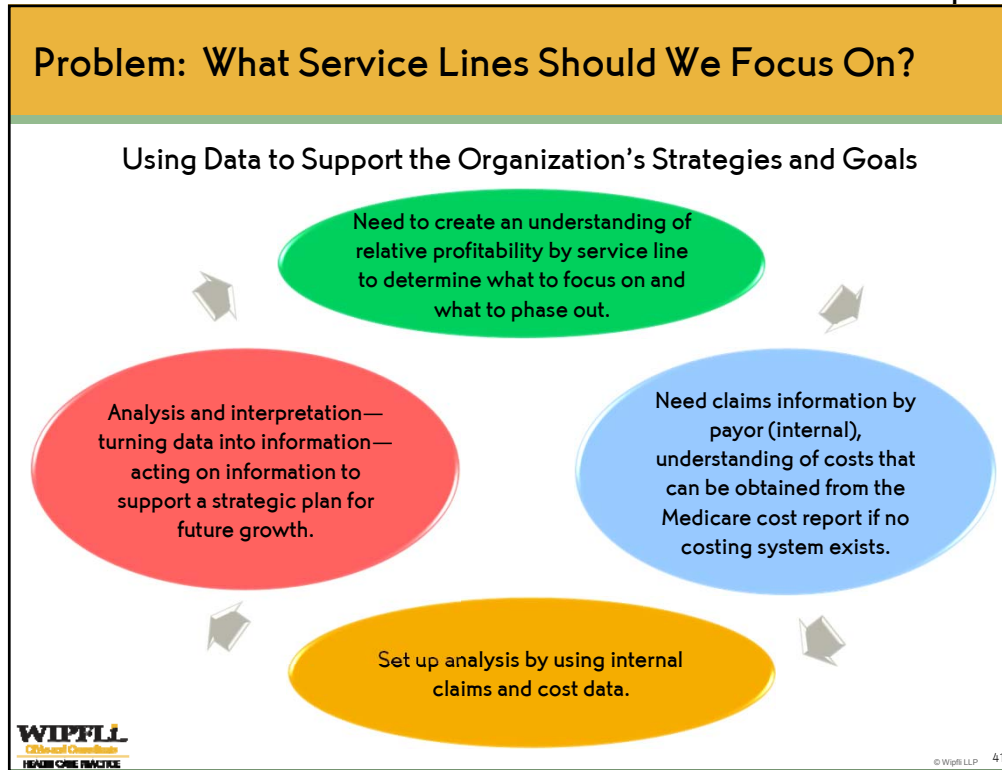 Problem: What Service Lines Should We Focus On?
Using Data to Support the Organization's Strategies and Goals
Need to create an understanding of
relative profitability by service line
to determine what to focus on and
what to phase out.
Need claims information by
payor (internal),
understanding of costs that
can be obtained from the
Medicare cost report if no
costing system exists.
Set up analysis by using internal
claims and cost data.
Analysis and interpretation—
turning data into information—
acting on information to
support a strategic plan for
future growth.
WIPFLi
CPAs and Consultants
HEALTH CARE PRACTICE
© Wipfli LLP